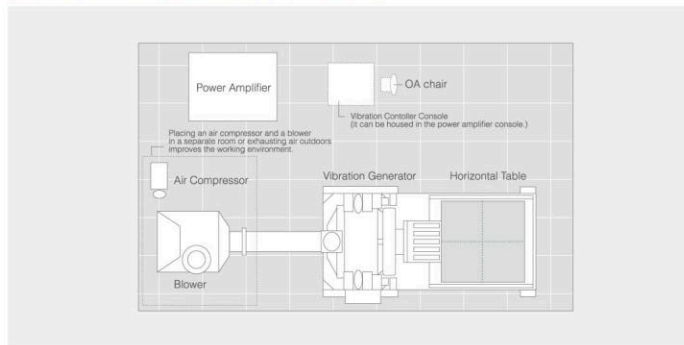 Power Amplifier
OA chair
Vibration Contoller Console
(it can be housed in the power amplifier console.)
Placing an air compressor and a blower
in a separate room or exhausting air outdoors
improves the working environment.
Air Compressor
Vibration Generator
Horizontal Table
Blower